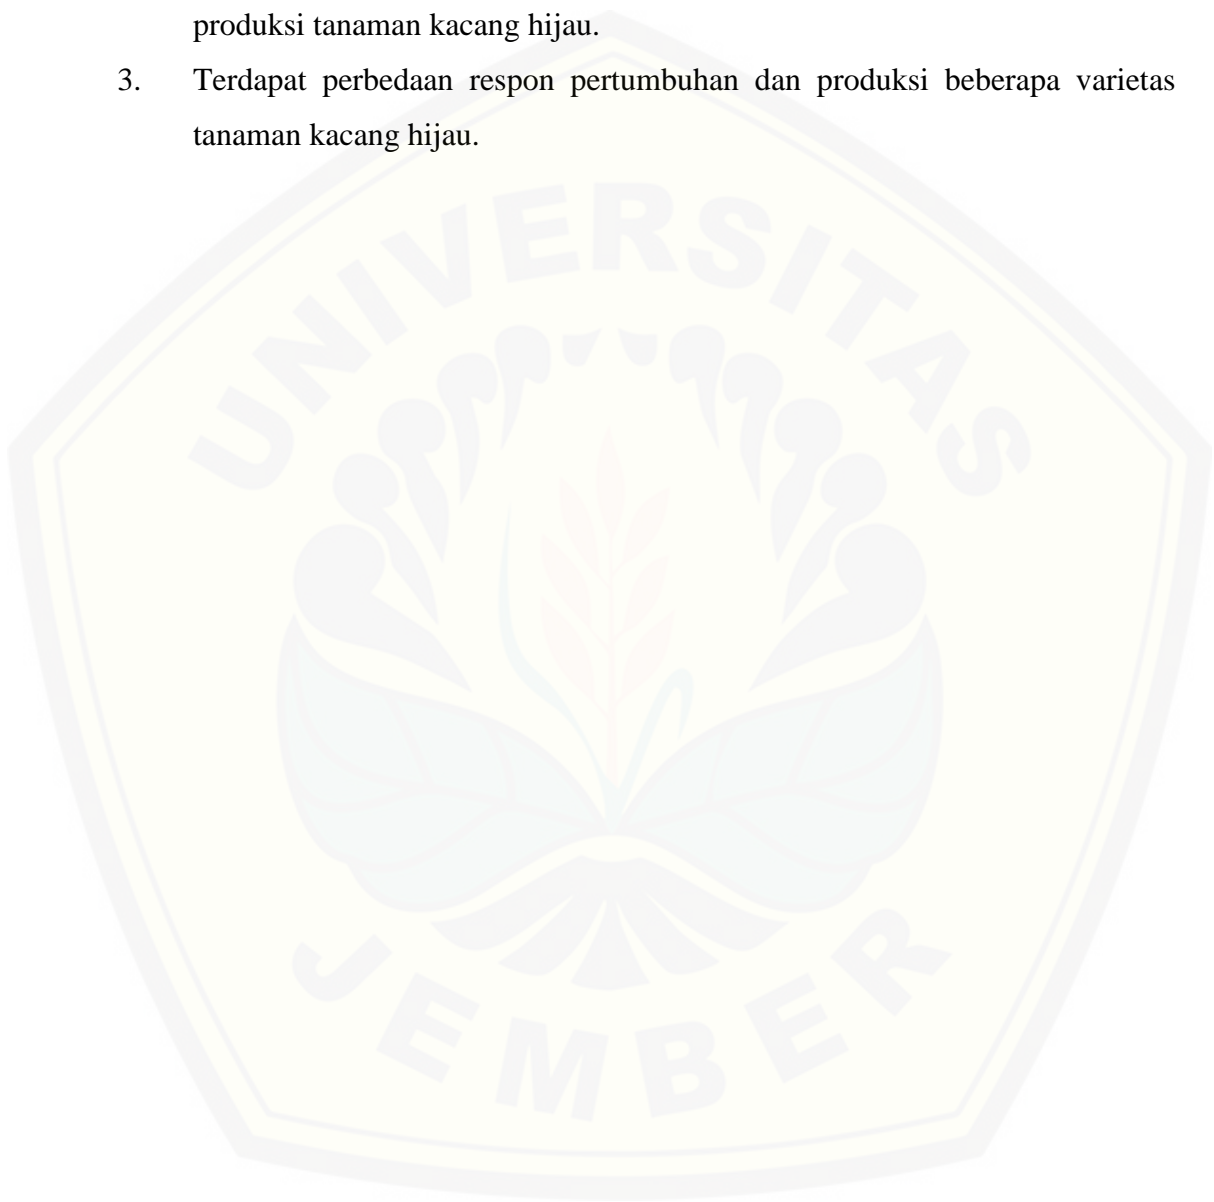 produksi tanaman kacang hijau.
3. Terdapat perbedaan respon pertumbuhan dan produksi beberapa varietas
tanaman kacang hijau.
UNIVERSITAS
JEMBER